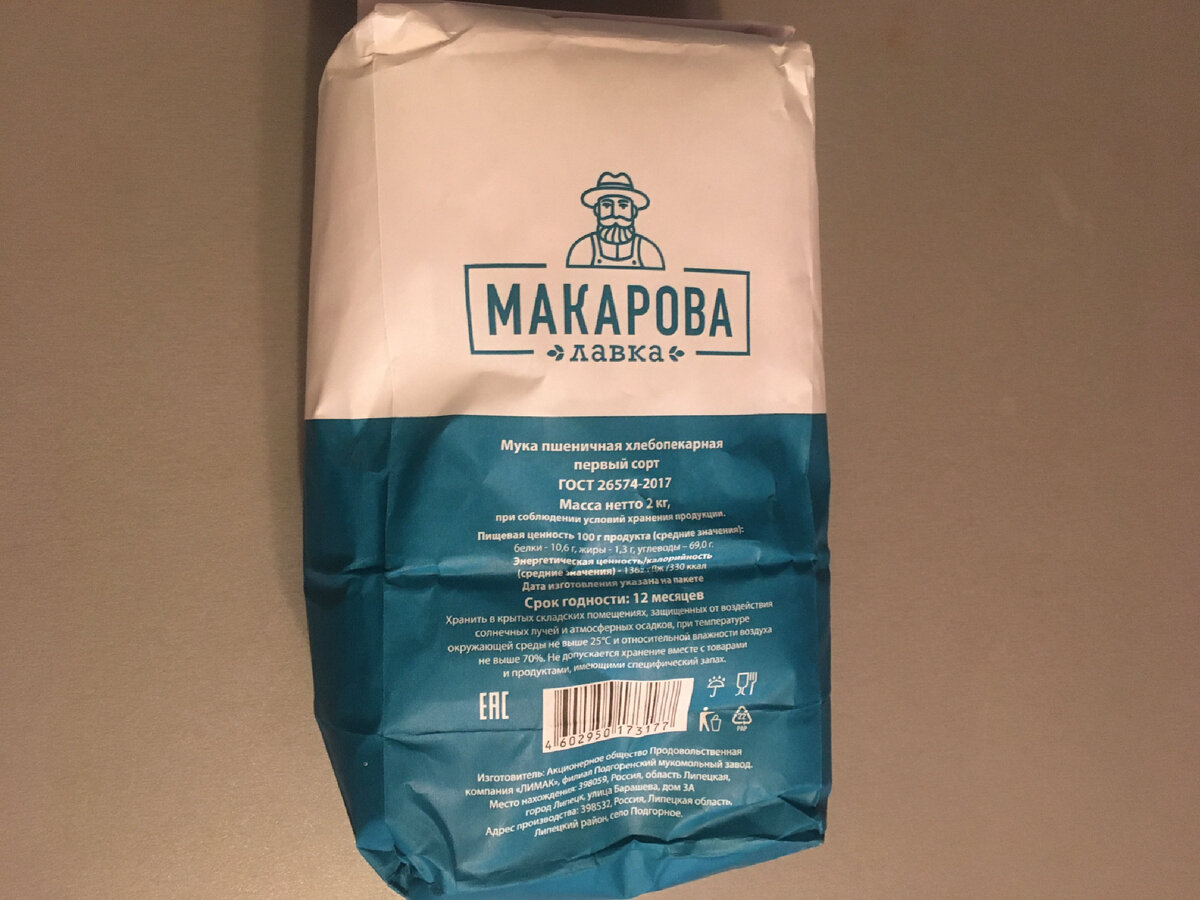 МАКАРОВА
лавка
Мука пшеничная хлебопекарная
первый сорт
ГОСТ 26574-2017
Масса нетто 2 кг,
при соблюдении условий хранения продукции.
Пищевая ценность 100 г продукта (средние значения):
белки - 10,6 г, жиры - 1,3 г, углеводы - 69,0 г.
Энергетическая ценность/калорийность
(средние значения) - кДж /330 ккал
Дата изготовления указана на пакете
Срок годности: 12 месяцев
Хранить в крытых складских помещениях, защищенных от воздействия
солнечных лучей и атмосферных осадков, при температуре
окружающей среды не выше 25°С и относительной влажности воздуха
не выше 70%. Не допускается хранение вместе с товарами
и продуктами, имеющими специфический запах.
EAC
4 602950 173177
22
PAP
Изготовитель: Акционерное общество Продовольственная
компания «ЛИМАК», филиал Подгоренский мукомольный завод.
Место нахождения: 398059, Россия, область Липецкая,
город Липецк, улица Барашева, дом 3А
Адрес производства: 398532, Россия, Липецкая область,
Липецкий район, село Подгорное.